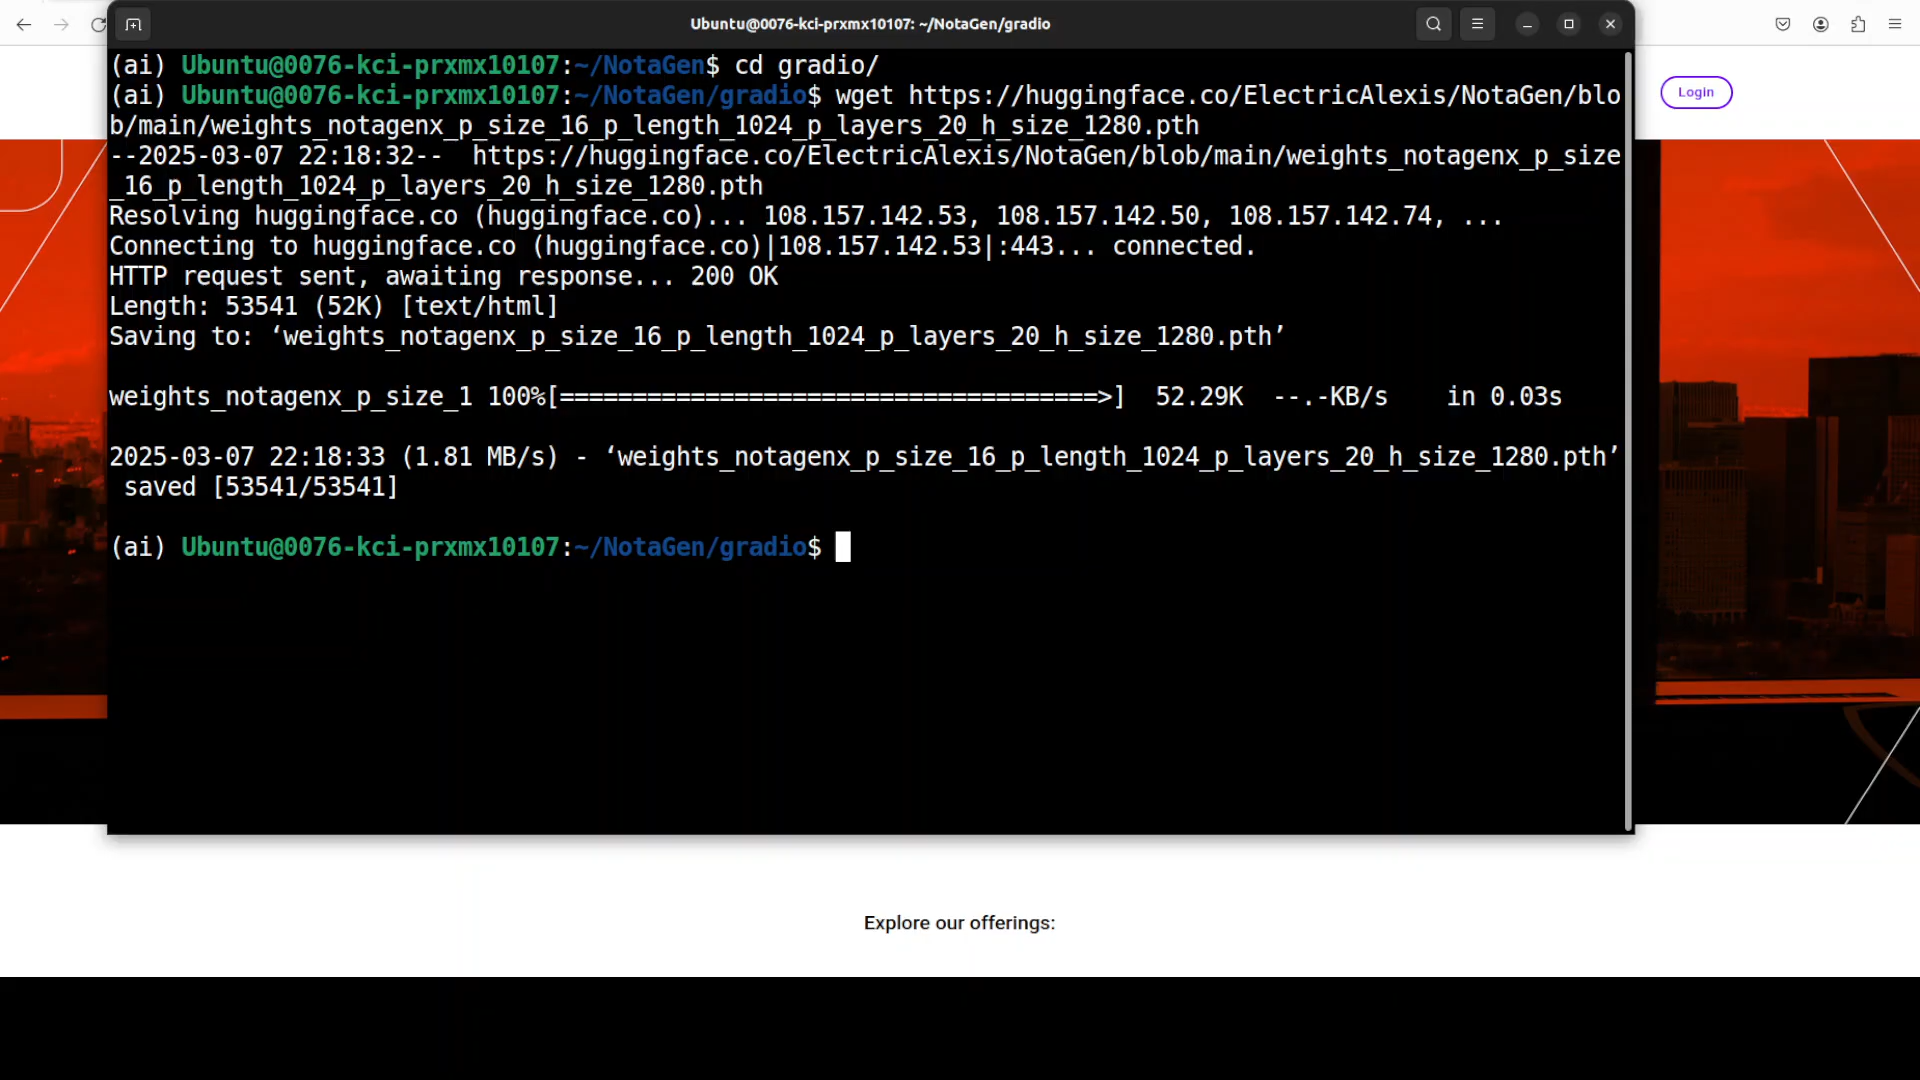 Ubuntu@0076-kci-prxmx10107: ~/NotaGen/gradio
(ai) Ubuntu@0076-kci-prxmx10107:~/NotaGen$ cd gradio/
(ai) Ubuntu@0076-kci-prxmx10107:~/NotaGen/gradio$ wget https://huggingface.co/ElectricAlexis/NotaGen/blo
b/main/weights_notagenx_p_size_16_p_length_1024_p_layers_20_h_size_1280.pth
--2025-03-07 22:18:32--  https://huggingface.co/ElectricAlexis/NotaGen/blob/main/weights_notagenx_p_size
_16_p_length_1024_p_layers_20_h_size_1280.pth
Resolving huggingface.co (huggingface.co)... 108.157.142.53, 108.157.142.50, 108.157.142.74, ...
Connecting to huggingface.co (huggingface.co)|108.157.142.53|:443... connected.
HTTP request sent, awaiting response... 200 OK
Length: 53541 (52K) [text/html]
Saving to: ‘weights_notagenx_p_size_16_p_length_1024_p_layers_20_h_size_1280.pth’
weights_notagenx_p_size_1 100%[=====================================>]  52.29K  --.-KB/s    in 0.03s
2025-03-07 22:18:33 (1.81 MB/s) - ‘weights_notagenx_p_size_16_p_length_1024_p_layers_20_h_size_1280.pth’
saved [53541/53541]
(ai) Ubuntu@0076-kci-prxmx10107:~/NotaGen/gradio$
Login
Explore our offerings: